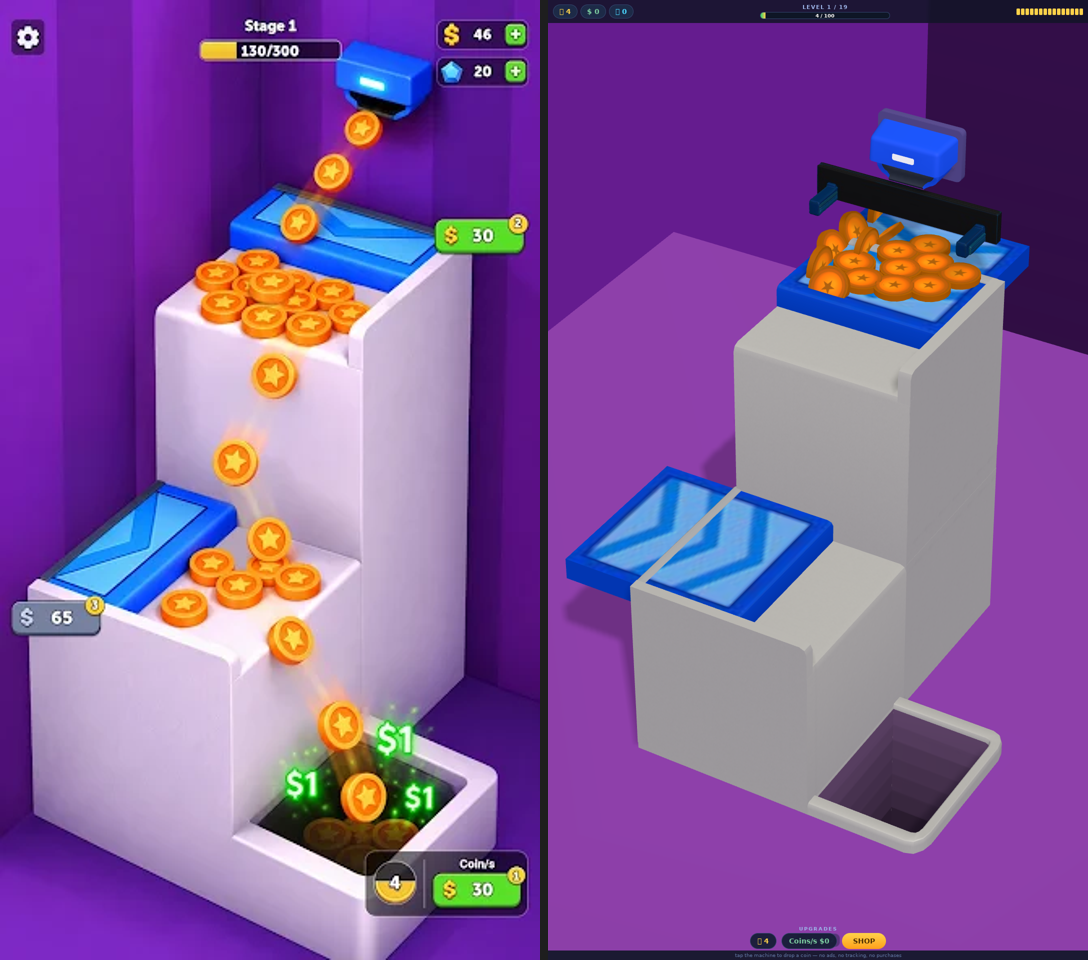 Stage 1
130/300
$ 46 +
20 +
$ 30
2
$ 65
3
$1
$1
$1
4
Coin/s
$ 30
1
4
$ 0
0
LEVEL 1 / 19
4 / 100
UPGRADES
4
Coins/s $0
SHOP
tap the machine to drop a coin — no ads, no tracking, no purchases